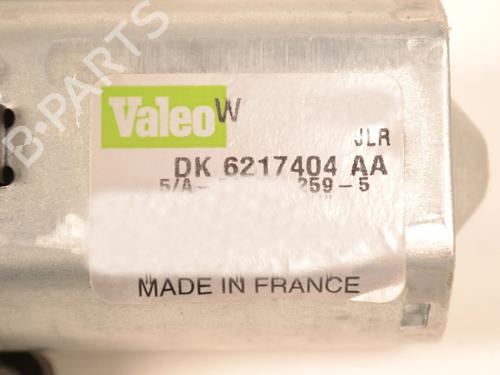 B-PARTS
Valeo W
JLR
DK 6217404 AA
259-5
MADE IN FRANCE